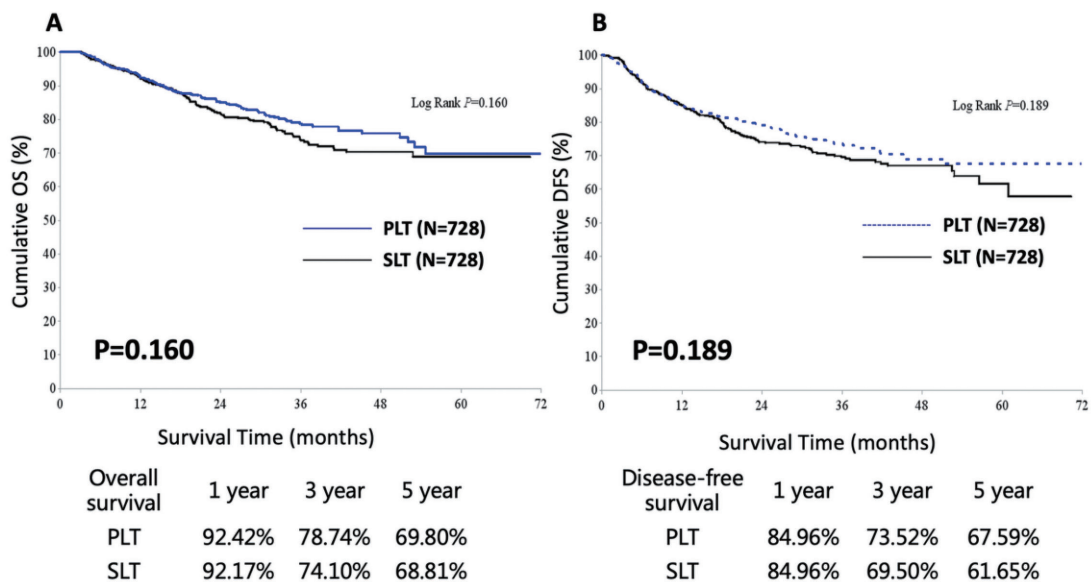 A
100
90
80
70
60
50
40
30
20
10
0
0 12 24 36 48 60 72
Cumulative OS (%)
Log Rank P=0.160
PLT (N=728)
SLT (N=728)
P=0.160
Survival Time (months)
Overall survival 1 year 3 year 5 year
PLT 92.42% 78.74% 69.80%
SLT 92.17% 74.10% 68.81%
B
100
90
80
70
60
50
40
30
20
10
0
0 12 24 36 48 60 72
Cumulative DFS (%)
Log Rank P=0.189
PLT (N=728)
SLT (N=728)
P=0.189
Survival Time (months)
Disease-free survival 1 year 3 year 5 year
PLT 84.96% 73.52% 67.59%
SLT 84.96% 69.50% 61.65%